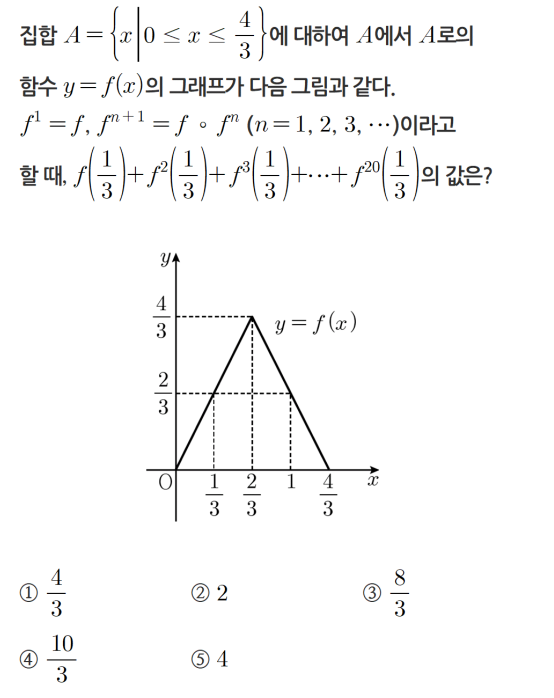 집합 A = {x | 0 ≤ x ≤ 4/3}에 대하여 A에서 A로의
함수 y = f(x)의 그래프가 다음 그림과 같다.
f¹ = f, fⁿ⁺¹ = f ∘ fⁿ (n = 1, 2, 3, ⋯)이라고
할 때, f(1/3) + f²(1/3) + f³(1/3) + ⋯ + f²⁰(1/3)의 값은?
y
4/3
y = f(x)
2/3
O 1/3 2/3 1 4/3 x
① 4/3 ② 2 ③ 8/3
④ 10/3 ⑤ 4